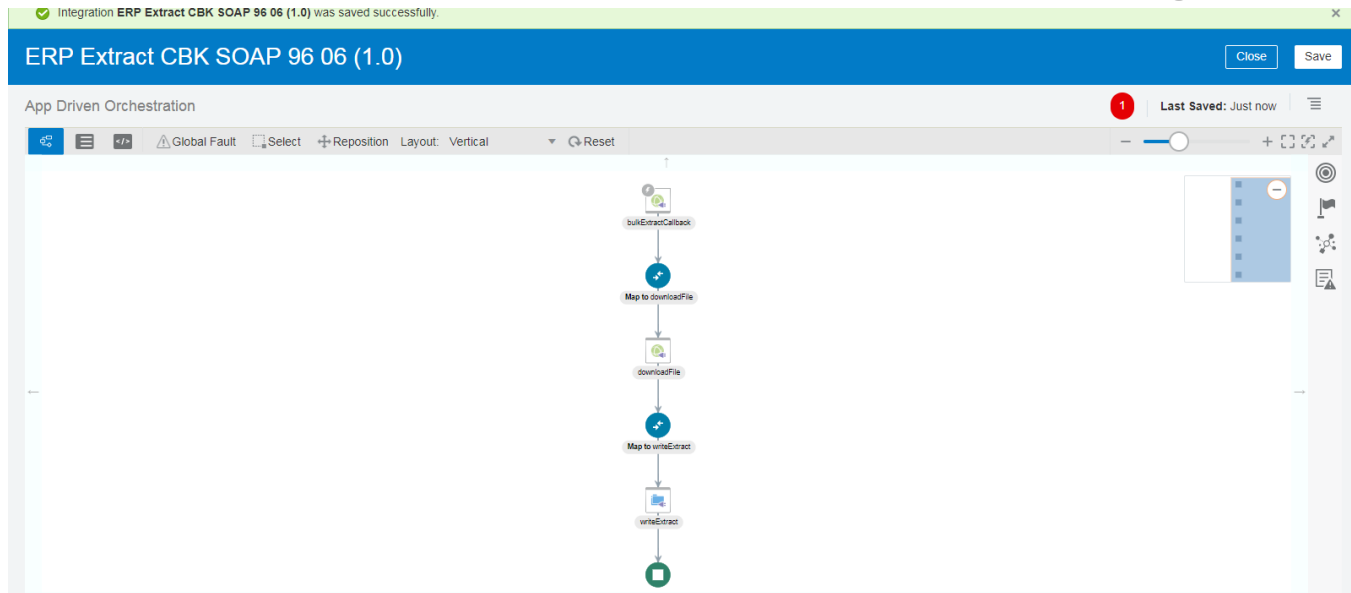 Integration ERP Extract CBK SOAP 96 06 (1.0) was saved successfully.
ERP Extract CBK SOAP 96 06 (1.0)
Close
Save
App Driven Orchestration
1
Last Saved: Just now
Global Fault
Select
Reposition
Layout: Vertical
Reset
bulkExtractCallback
Map to downloadFile
downloadFile
Map to writeExtract
writeExtract